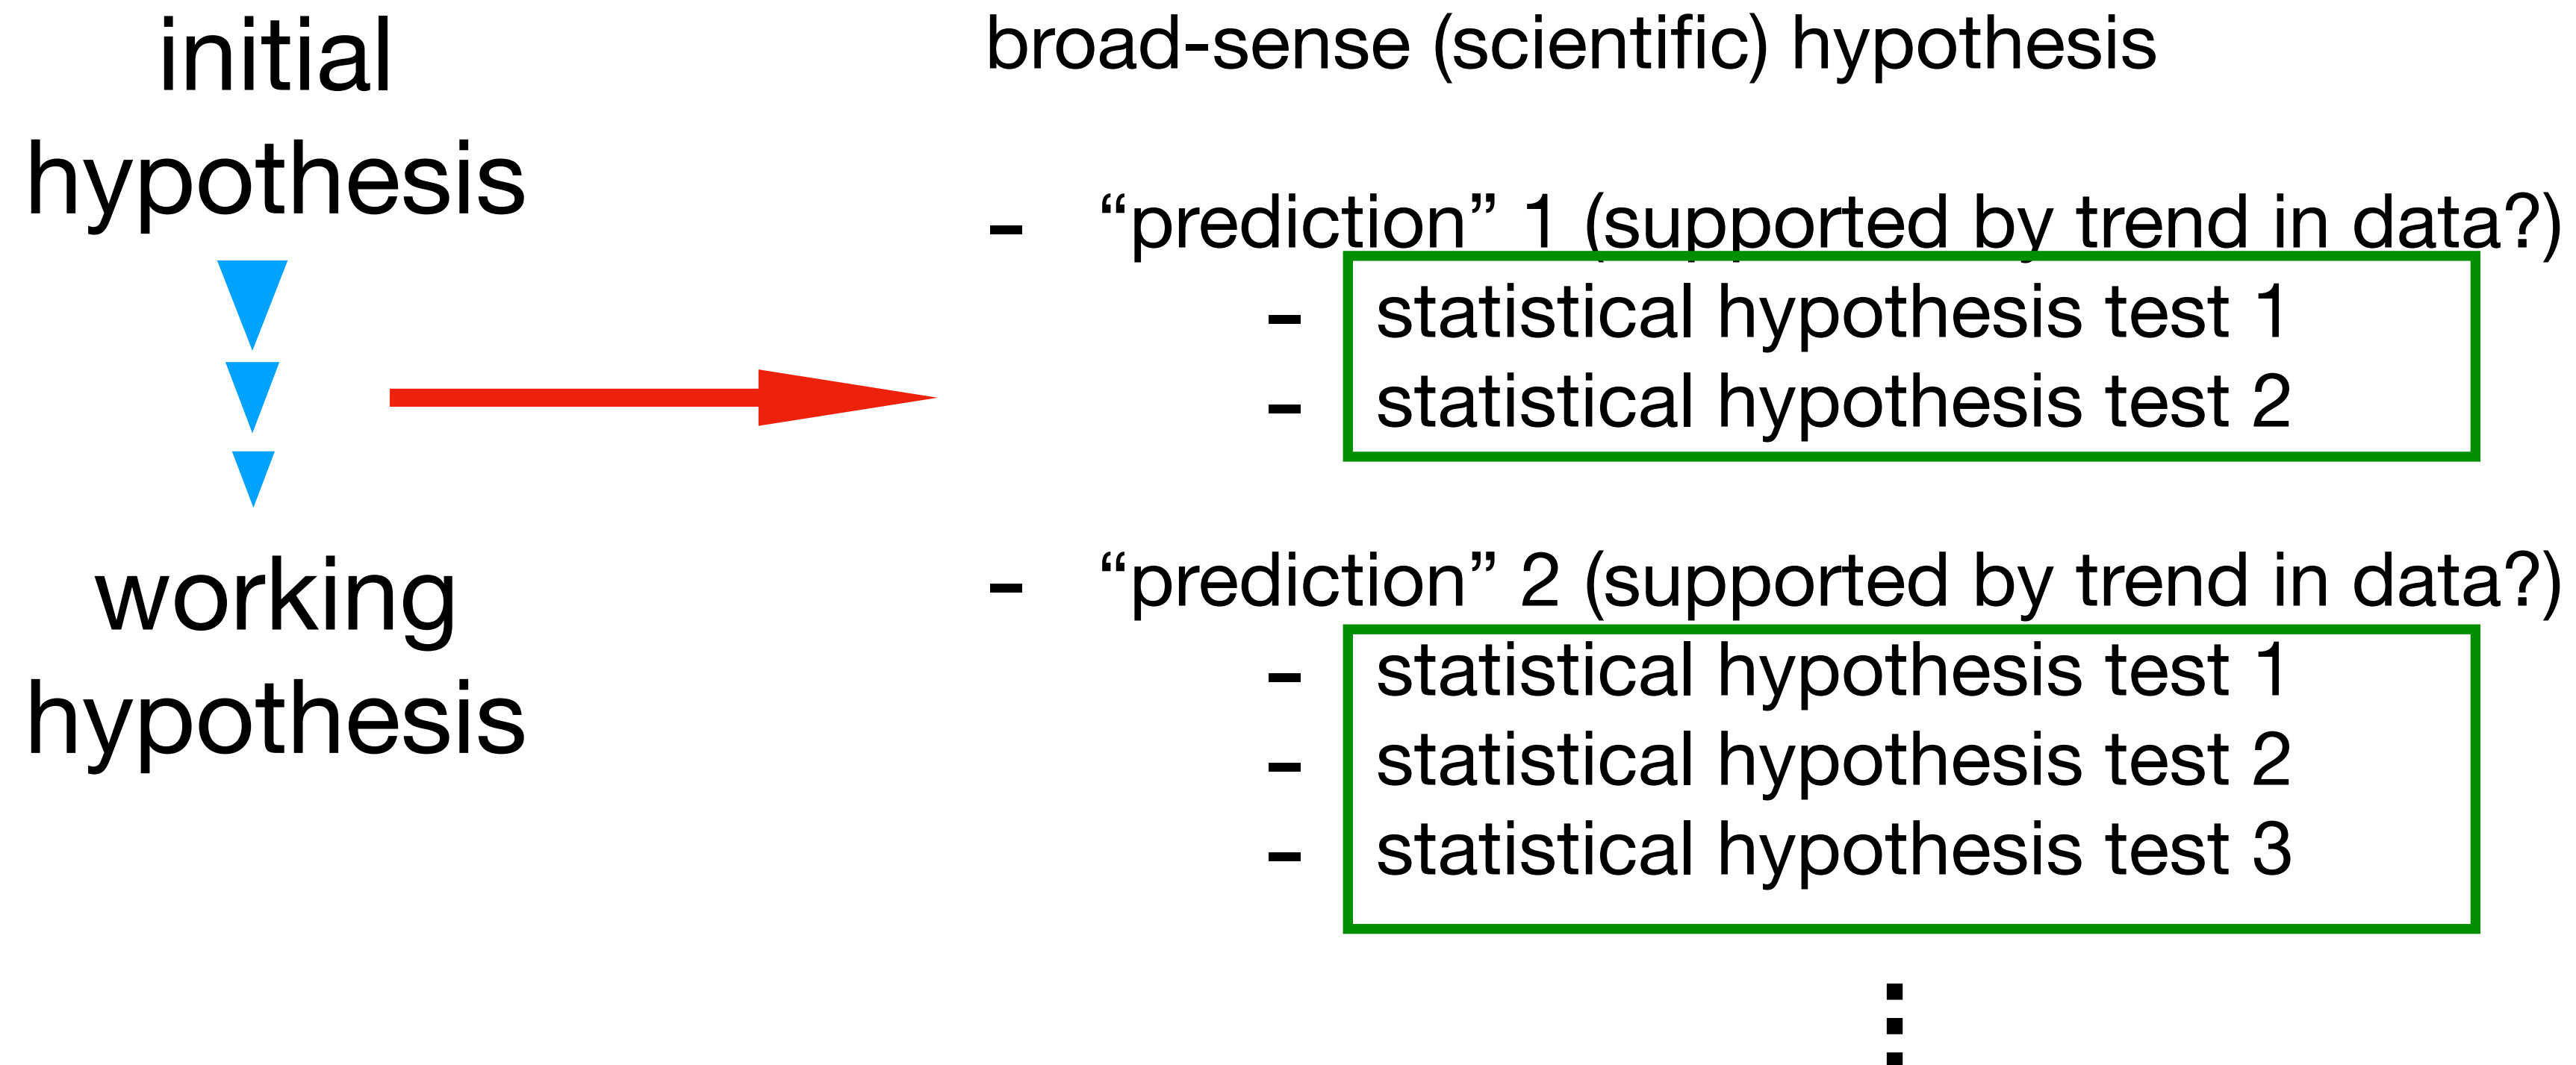 initial
hypothesis
working
hypothesis
broad-sense (scientific) hypothesis
- “prediction” 1 (supported by trend in data?)
- statistical hypothesis test 1
- statistical hypothesis test 2
- “prediction” 2 (supported by trend in data?)
- statistical hypothesis test 1
- statistical hypothesis test 2
- statistical hypothesis test 3
⋮